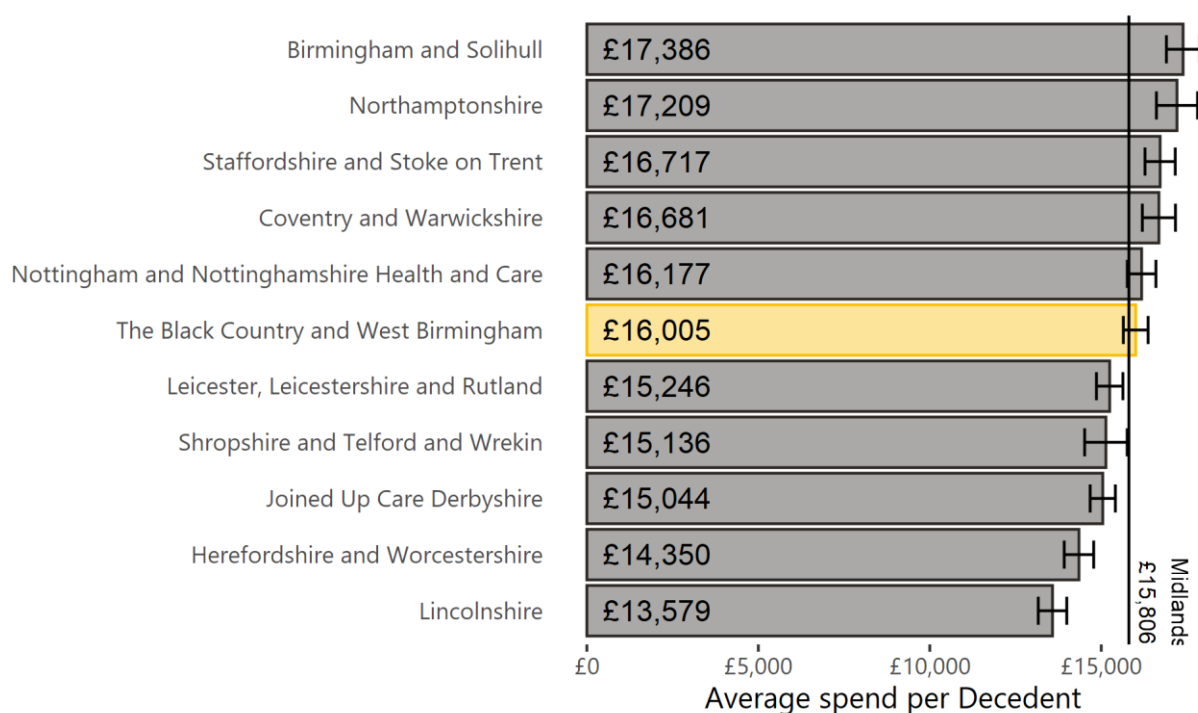 Birmingham and Solihull £17,386
Northamptonshire £17,209
Staffordshire and Stoke on Trent £16,717
Coventry and Warwickshire £16,681
Nottingham and Nottinghamshire Health and Care £16,177
The Black Country and West Birmingham £16,005
Leicester, Leicestershire and Rutland £15,246
Shropshire and Telford and Wrekin £15,136
Joined Up Care Derbyshire £15,044
Herefordshire and Worcestershire £14,350
Lincolnshire £13,579
Midlands
£15,806
£0 £5,000 £10,000 £15,000
Average spend per Decedent